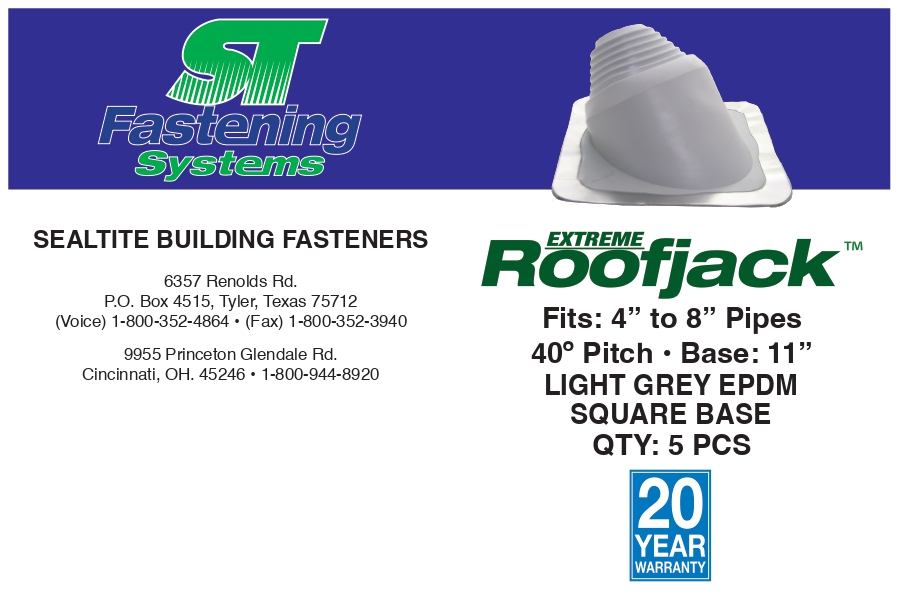 ST
Fastening
Systems
SEALTITE BUILDING FASTENERS
6357 Renolds Rd.
P.O. Box 4515, Tyler, Texas 75712
(Voice) 1-800-352-4864 • (Fax) 1-800-352-3940
9955 Princeton Glendale Rd.
Cincinnati, OH. 45246 • 1-800-944-8920
EXTREME
Roofjack™
Fits: 4” to 8” Pipes
40º Pitch • Base: 11”
LIGHT GREY EPDM
SQUARE BASE
QTY: 5 PCS
20
YEAR
WARRANTY